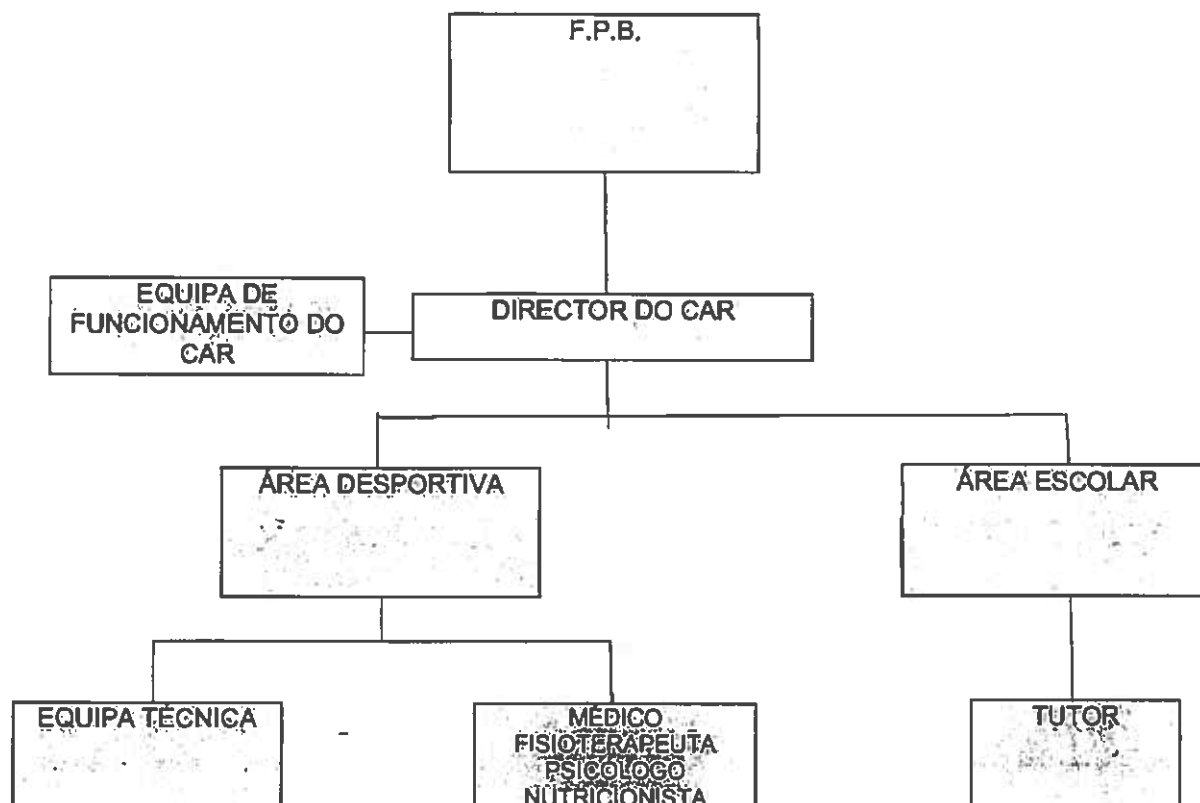 F.P.B.
EQUIPA DE
FUNCIONAMENTO DO
CAR
DIRECTOR DO CAR
ÁREA DESPORTIVA
ÁREA ESCOLAR
EQUIPA TÉCNICA
MÉDICO
FISIOTERAPEUTA
PSICÓLOGO
NUTRICIONISTA
TUTOR